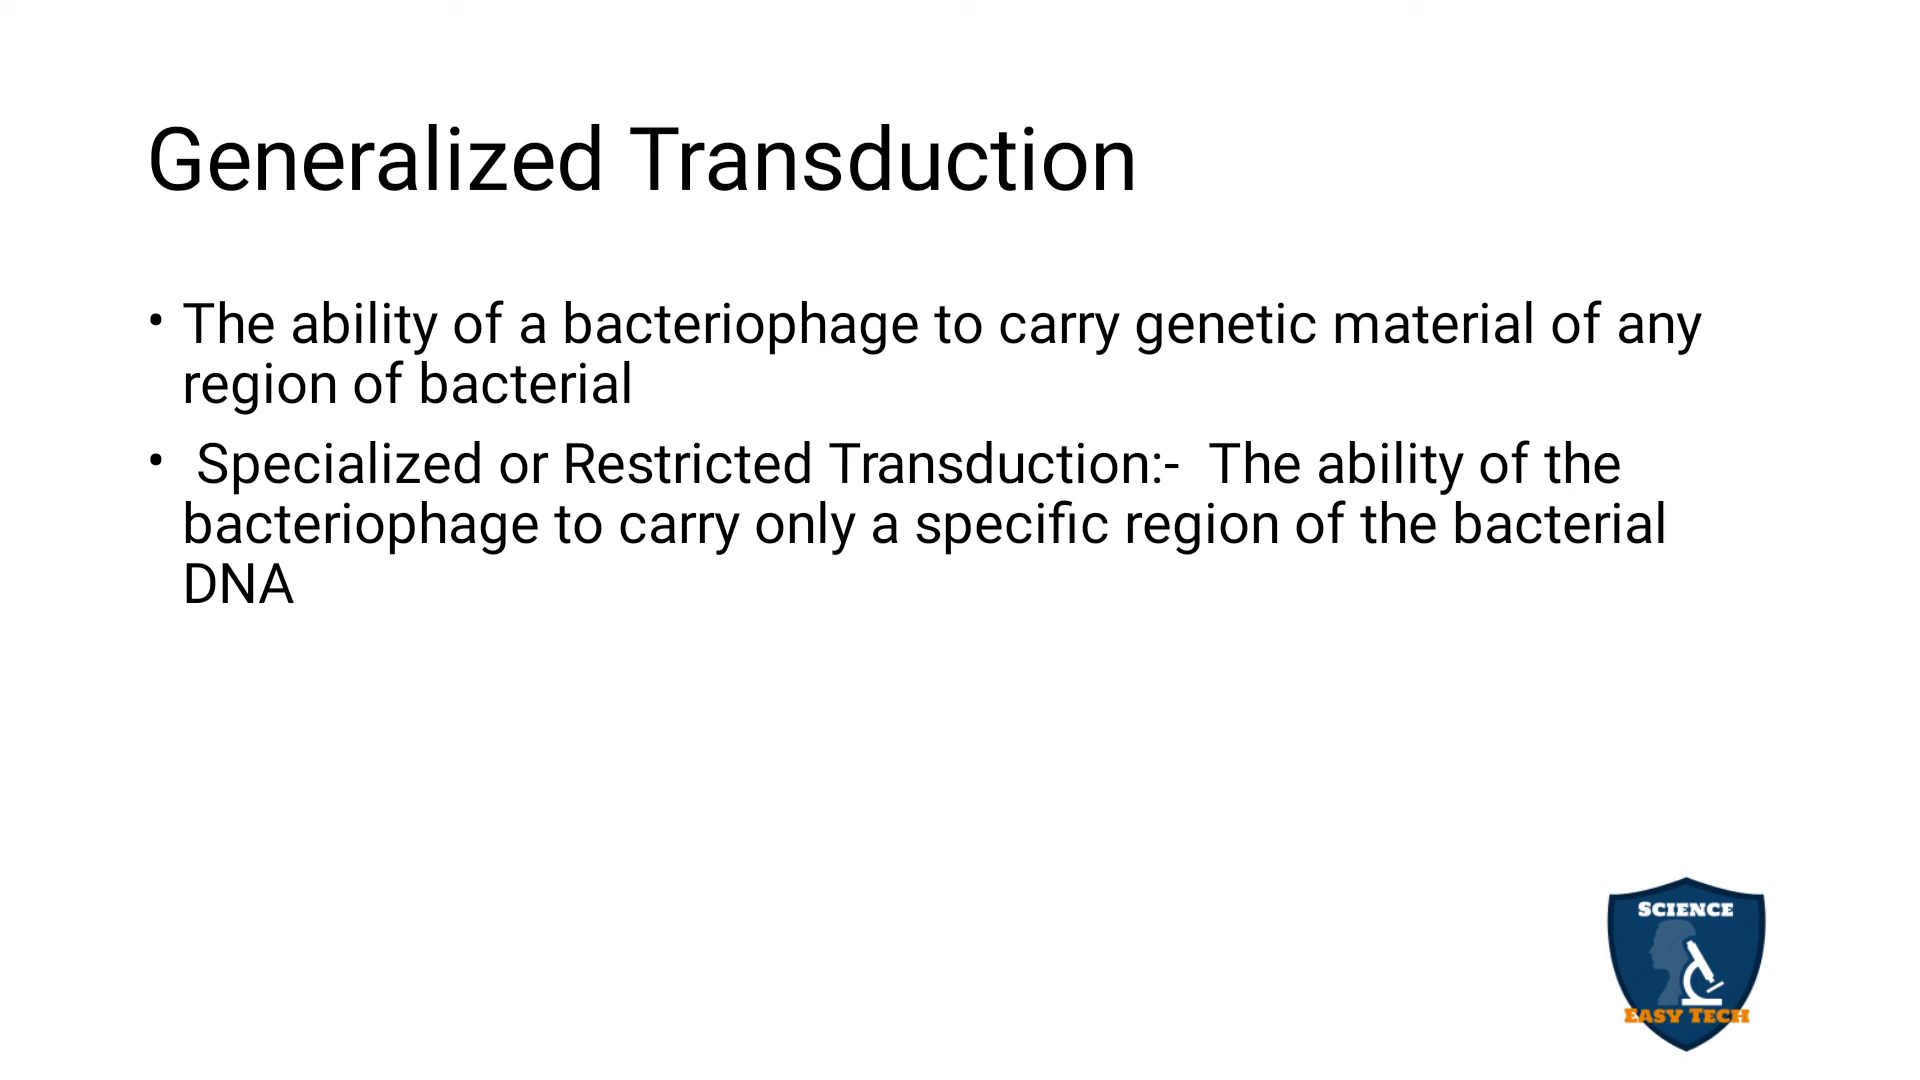 Generalized Transduction
• The ability of a bacteriophage to carry genetic material of any
region of bacterial
• Specialized or Restricted Transduction:-  The ability of the
bacteriophage to carry only a specific region of the bacterial
DNA
SCIENCE
EASY TECH